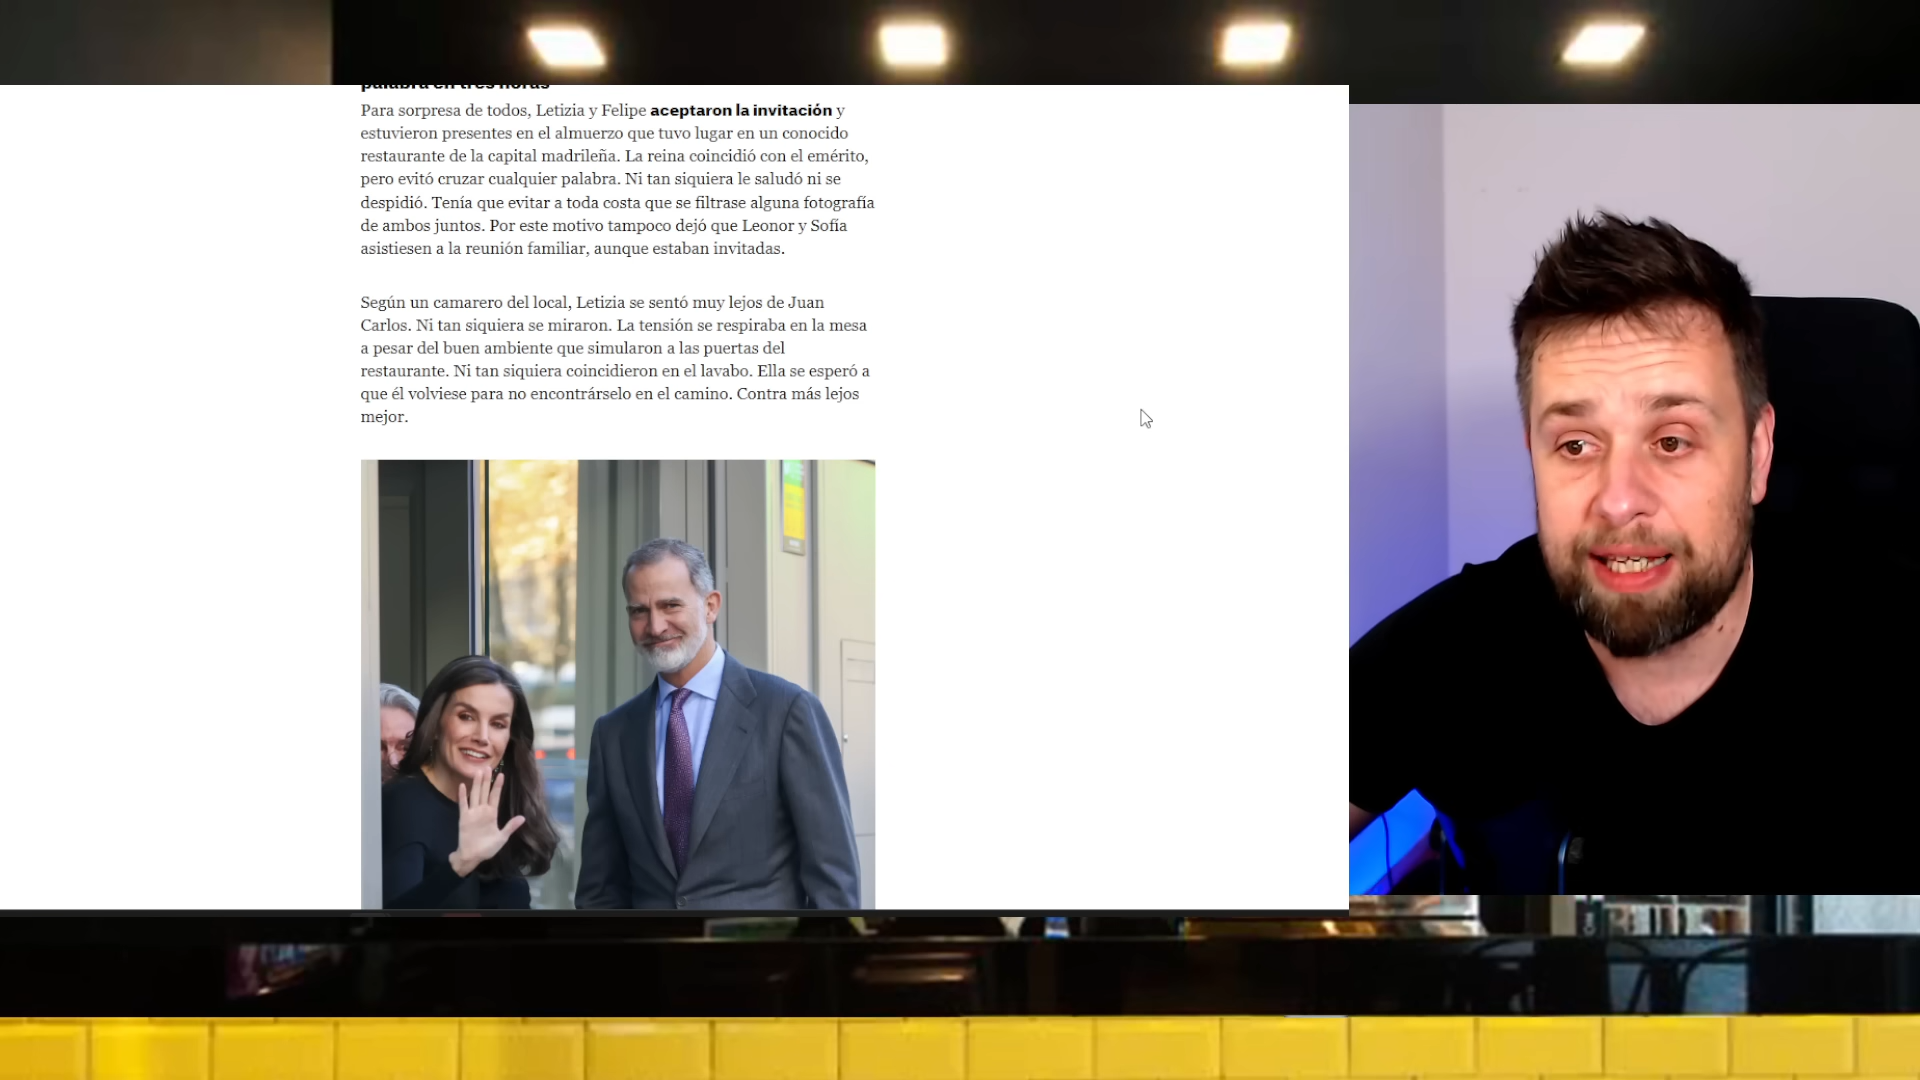 palabra en tres horas
Para sorpresa de todos, Letizia y Felipe aceptaron la invitación y
estuvieron presentes en el almuerzo que tuvo lugar en un conocido
restaurante de la capital madrileña. La reina coincidió con el emérito,
pero evitó cruzar cualquier palabra. Ni tan siquiera le saludó ni se
despidió. Tenía que evitar a toda costa que se filtrase alguna fotografía
de ambos juntos. Por este motivo tampoco dejó que Leonor y Sofía
asistiesen a la reunión familiar, aunque estaban invitadas.
Según un camarero del local, Letizia se sentó muy lejos de Juan
Carlos. Ni tan siquiera se miraron. La tensión se respiraba en la mesa
a pesar del buen ambiente que simularon a las puertas del
restaurante. Ni tan siquiera coincidieron en el lavabo. Ella se esperó a
que él volviese para no encontrárselo en el camino. Contra más lejos
mejor.